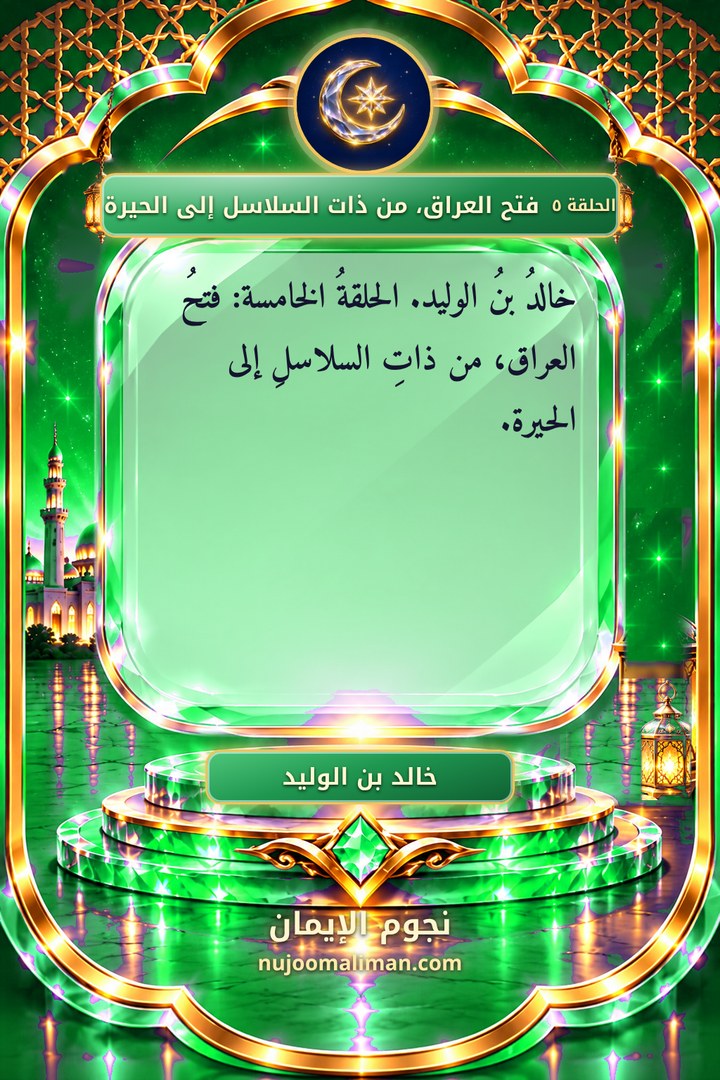 الحلقة ٥ فتح العراق، من ذات السلاسل إلى الحيرة
خالدُ بنُ الوليد. الحلقةُ الخامسة: فتحُ
العراق، من ذاتِ السلاسلِ إلى
الحيرة.
خالد بن الوليد
نجوم الإيمان
nujoomaliman.com